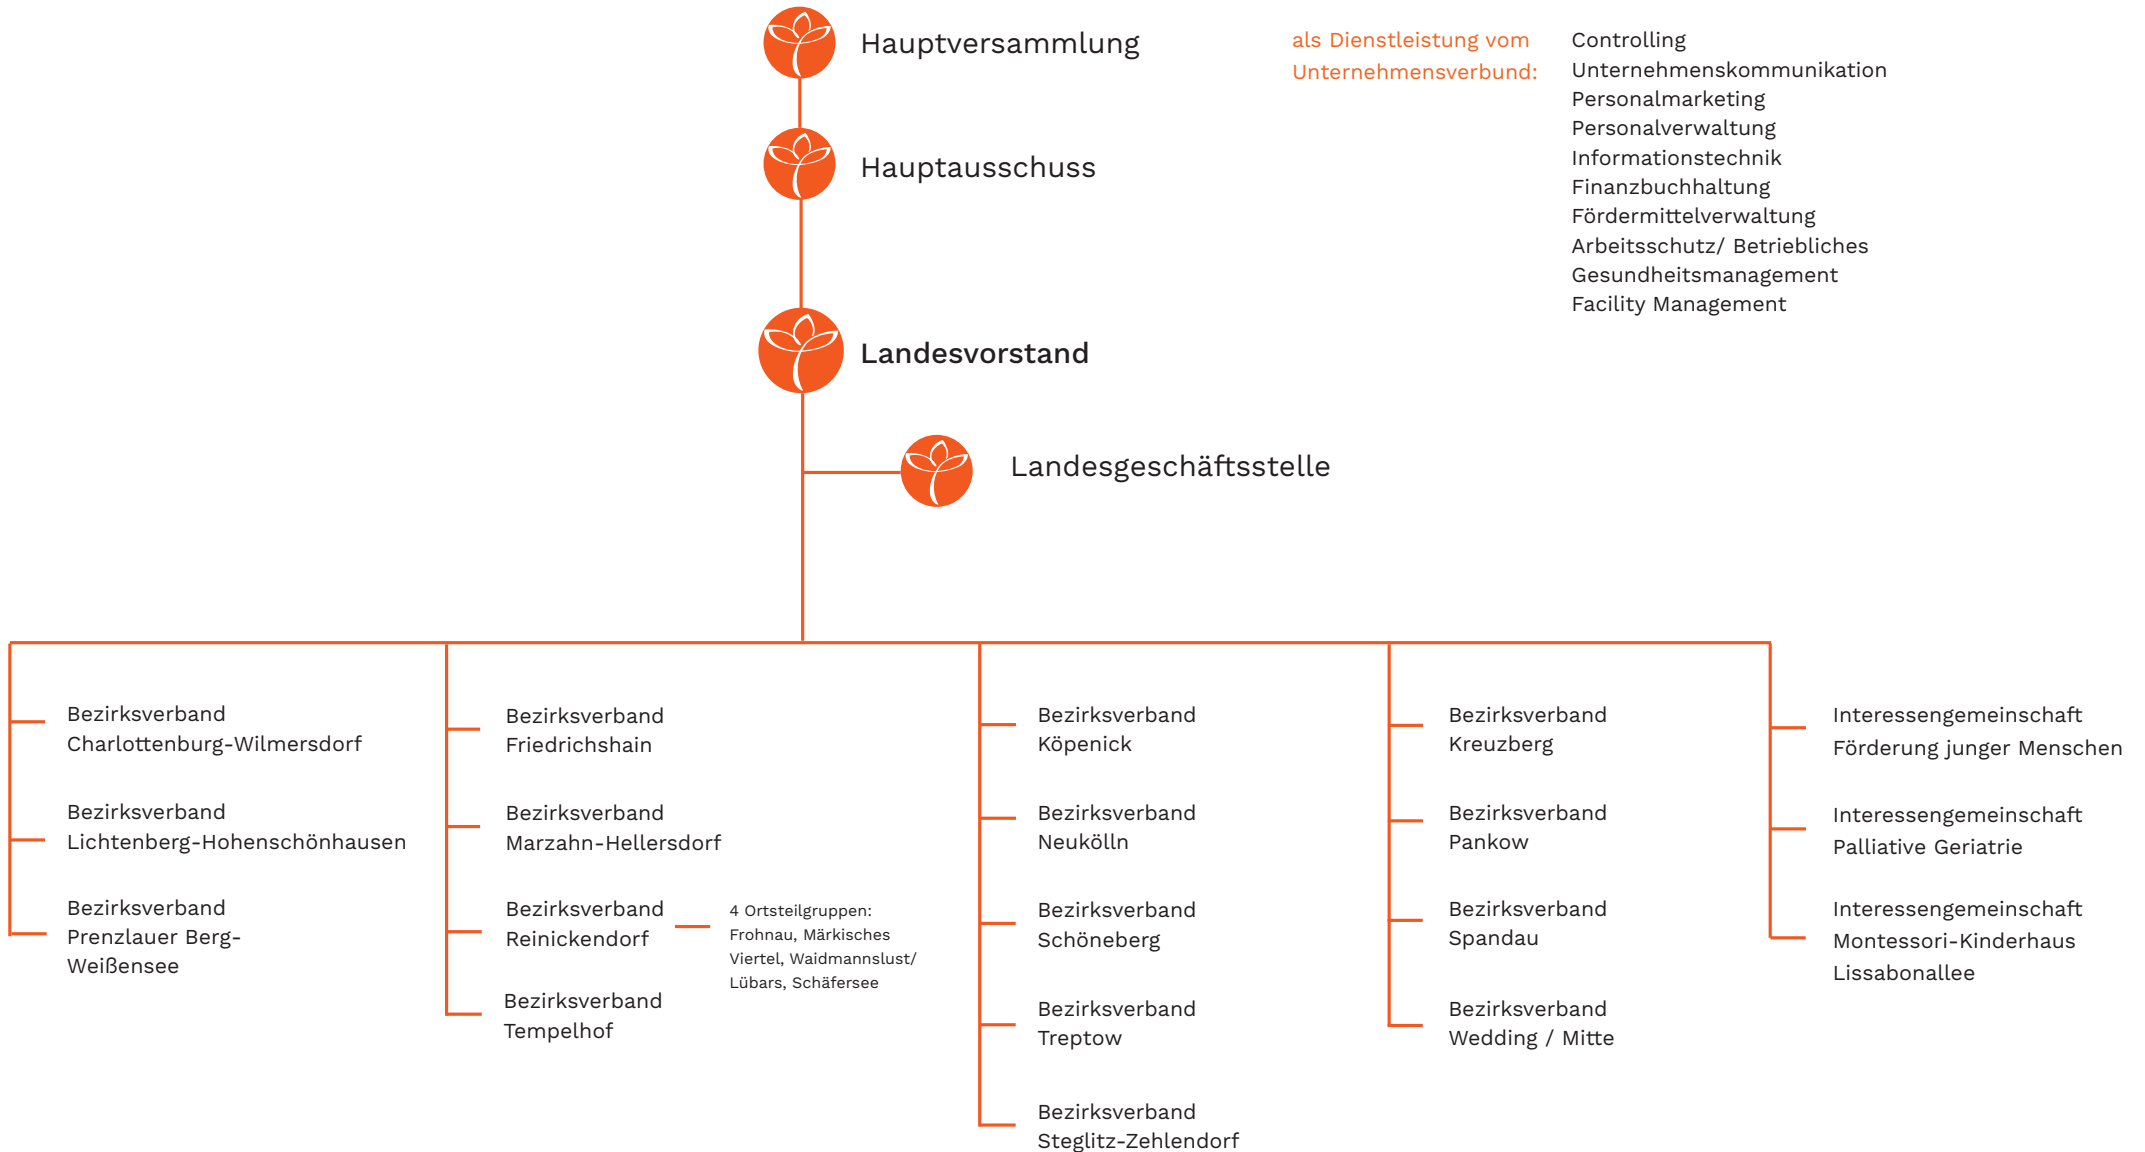 Hauptversammlung
als Dienstleistung vom
Unternehmensverbund:
Controlling
Unternehmenskommunikation
Personalmarketing
Personalverwaltung
Informationstechnik
Finanzbuchhaltung
Fördermittelverwaltung
Arbeitsschutz/ Betriebliches
Gesundheitsmanagement
Facility Management
Hauptausschuss
Landesvorstand
Landesgeschäftsstelle
Bezirksverband
Charlottenburg-Wilmersdorf
Bezirksverband
Lichtenberg-Hohenschönhausen
Bezirksverband
Prenzlauer Berg-
Weißensee
Bezirksverband
Friedrichshain
Bezirksverband
Marzahn-Hellersdorf
Bezirksverband
Reinickendorf
4 Ortsteilgruppen:
Frohnau, Märkisches
Viertel, Waidmannslust/
Lübars, Schäfersee
Bezirksverband
Tempelhof
Bezirksverband
Köpenick
Bezirksverband
Neukölln
Bezirksverband
Schöneberg
Bezirksverband
Treptow
Bezirksverband
Steglitz-Zehlendorf
Bezirksverband
Kreuzberg
Bezirksverband
Pankow
Bezirksverband
Spandau
Bezirksverband
Wedding / Mitte
Interessengemeinschaft
Förderung junger Menschen
Interessengemeinschaft
Palliative Geriatrie
Interessengemeinschaft
Montessori-Kinderhaus
Lissabonallee